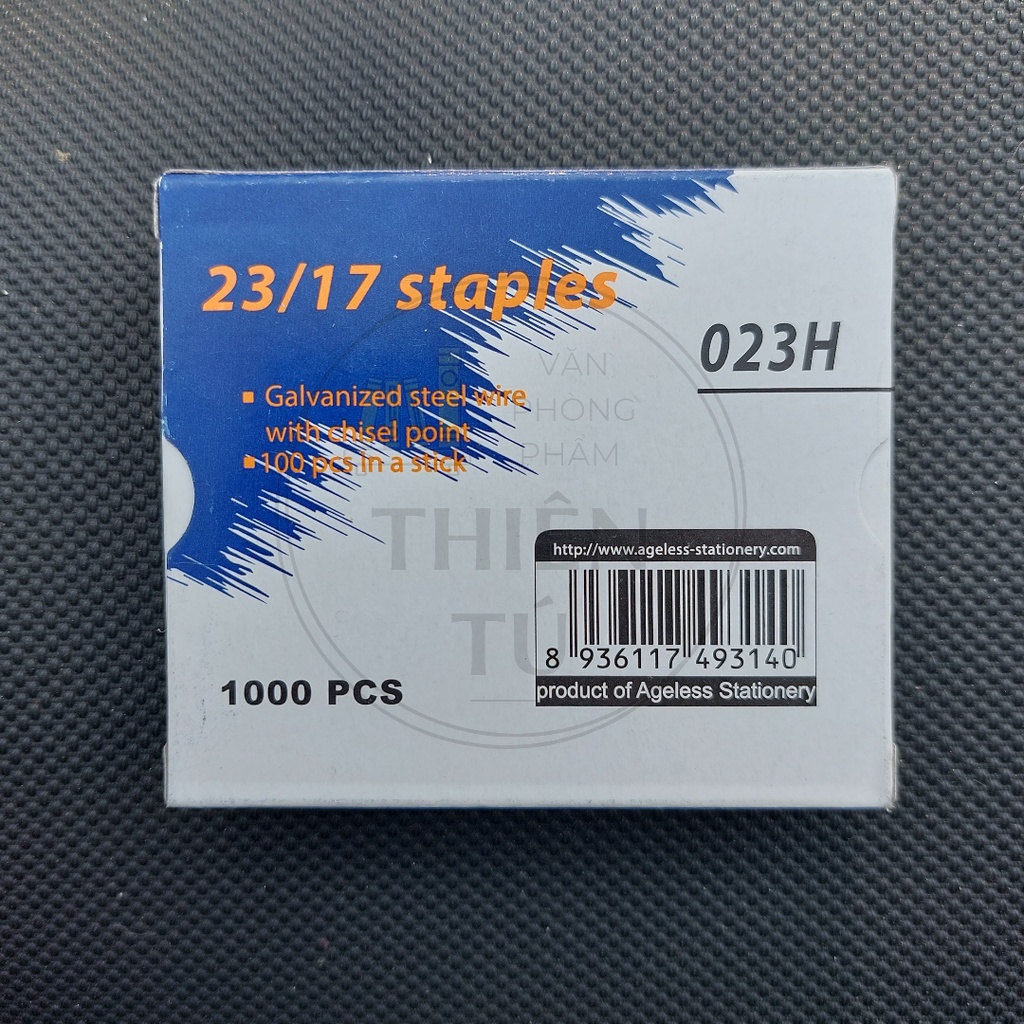 23/17 staples
023H
▪ Galvanized steel wire
with chisel point
▪ 100 pcs in a stick
VĂN
PHÒNG
PHẨM
THIÊN
TÚ
http://www.ageless-stationery.com
8 936117 493140
product of Ageless Stationery
1000 PCS